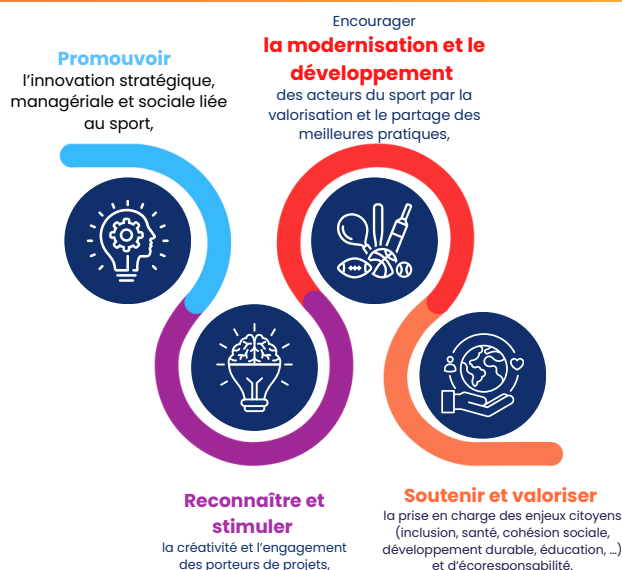 Promouvoir
l'innovation stratégique,
managériale et sociale liée
au sport,
Encourager
la modernisation et le
développement
des acteurs du sport par la
valorisation et le partage des
meilleures pratiques,
Reconnaître et
stimuler
la créativité et l'engagement
des porteurs de projets,
Soutenir et valoriser
la prise en charge des enjeux citoyens
(inclusion, santé, cohésion sociale,
développement durable, éducation, …)
et d'écoresponsabilité.